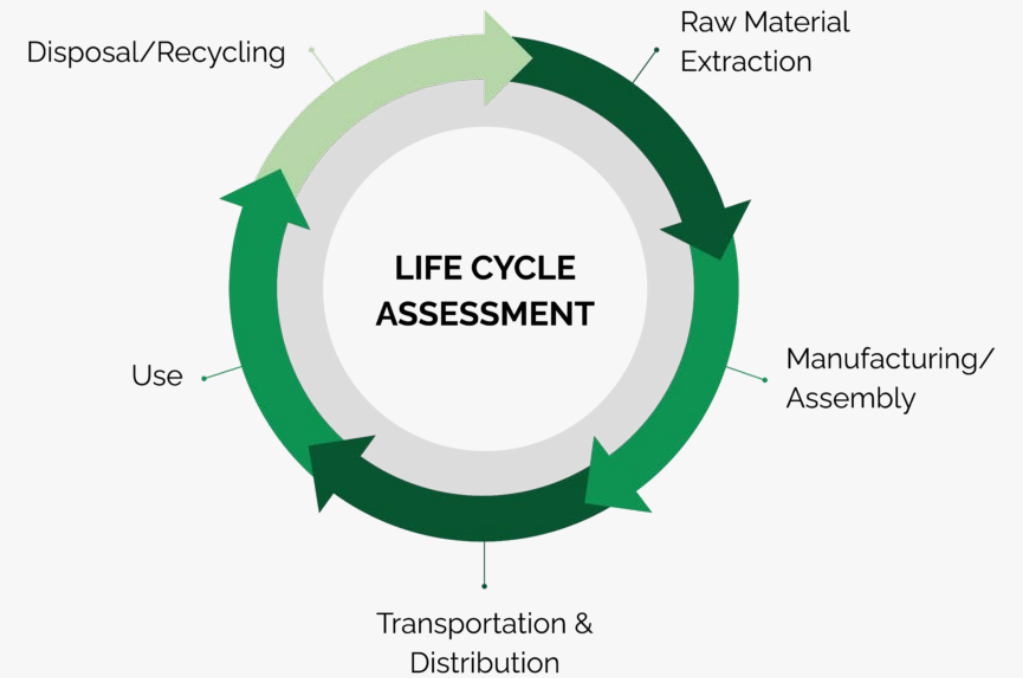 Disposal/Recycling
Raw Material
Extraction
LIFE CYCLE
ASSESSMENT
Use
Manufacturing/
Assembly
Transportation &
Distribution